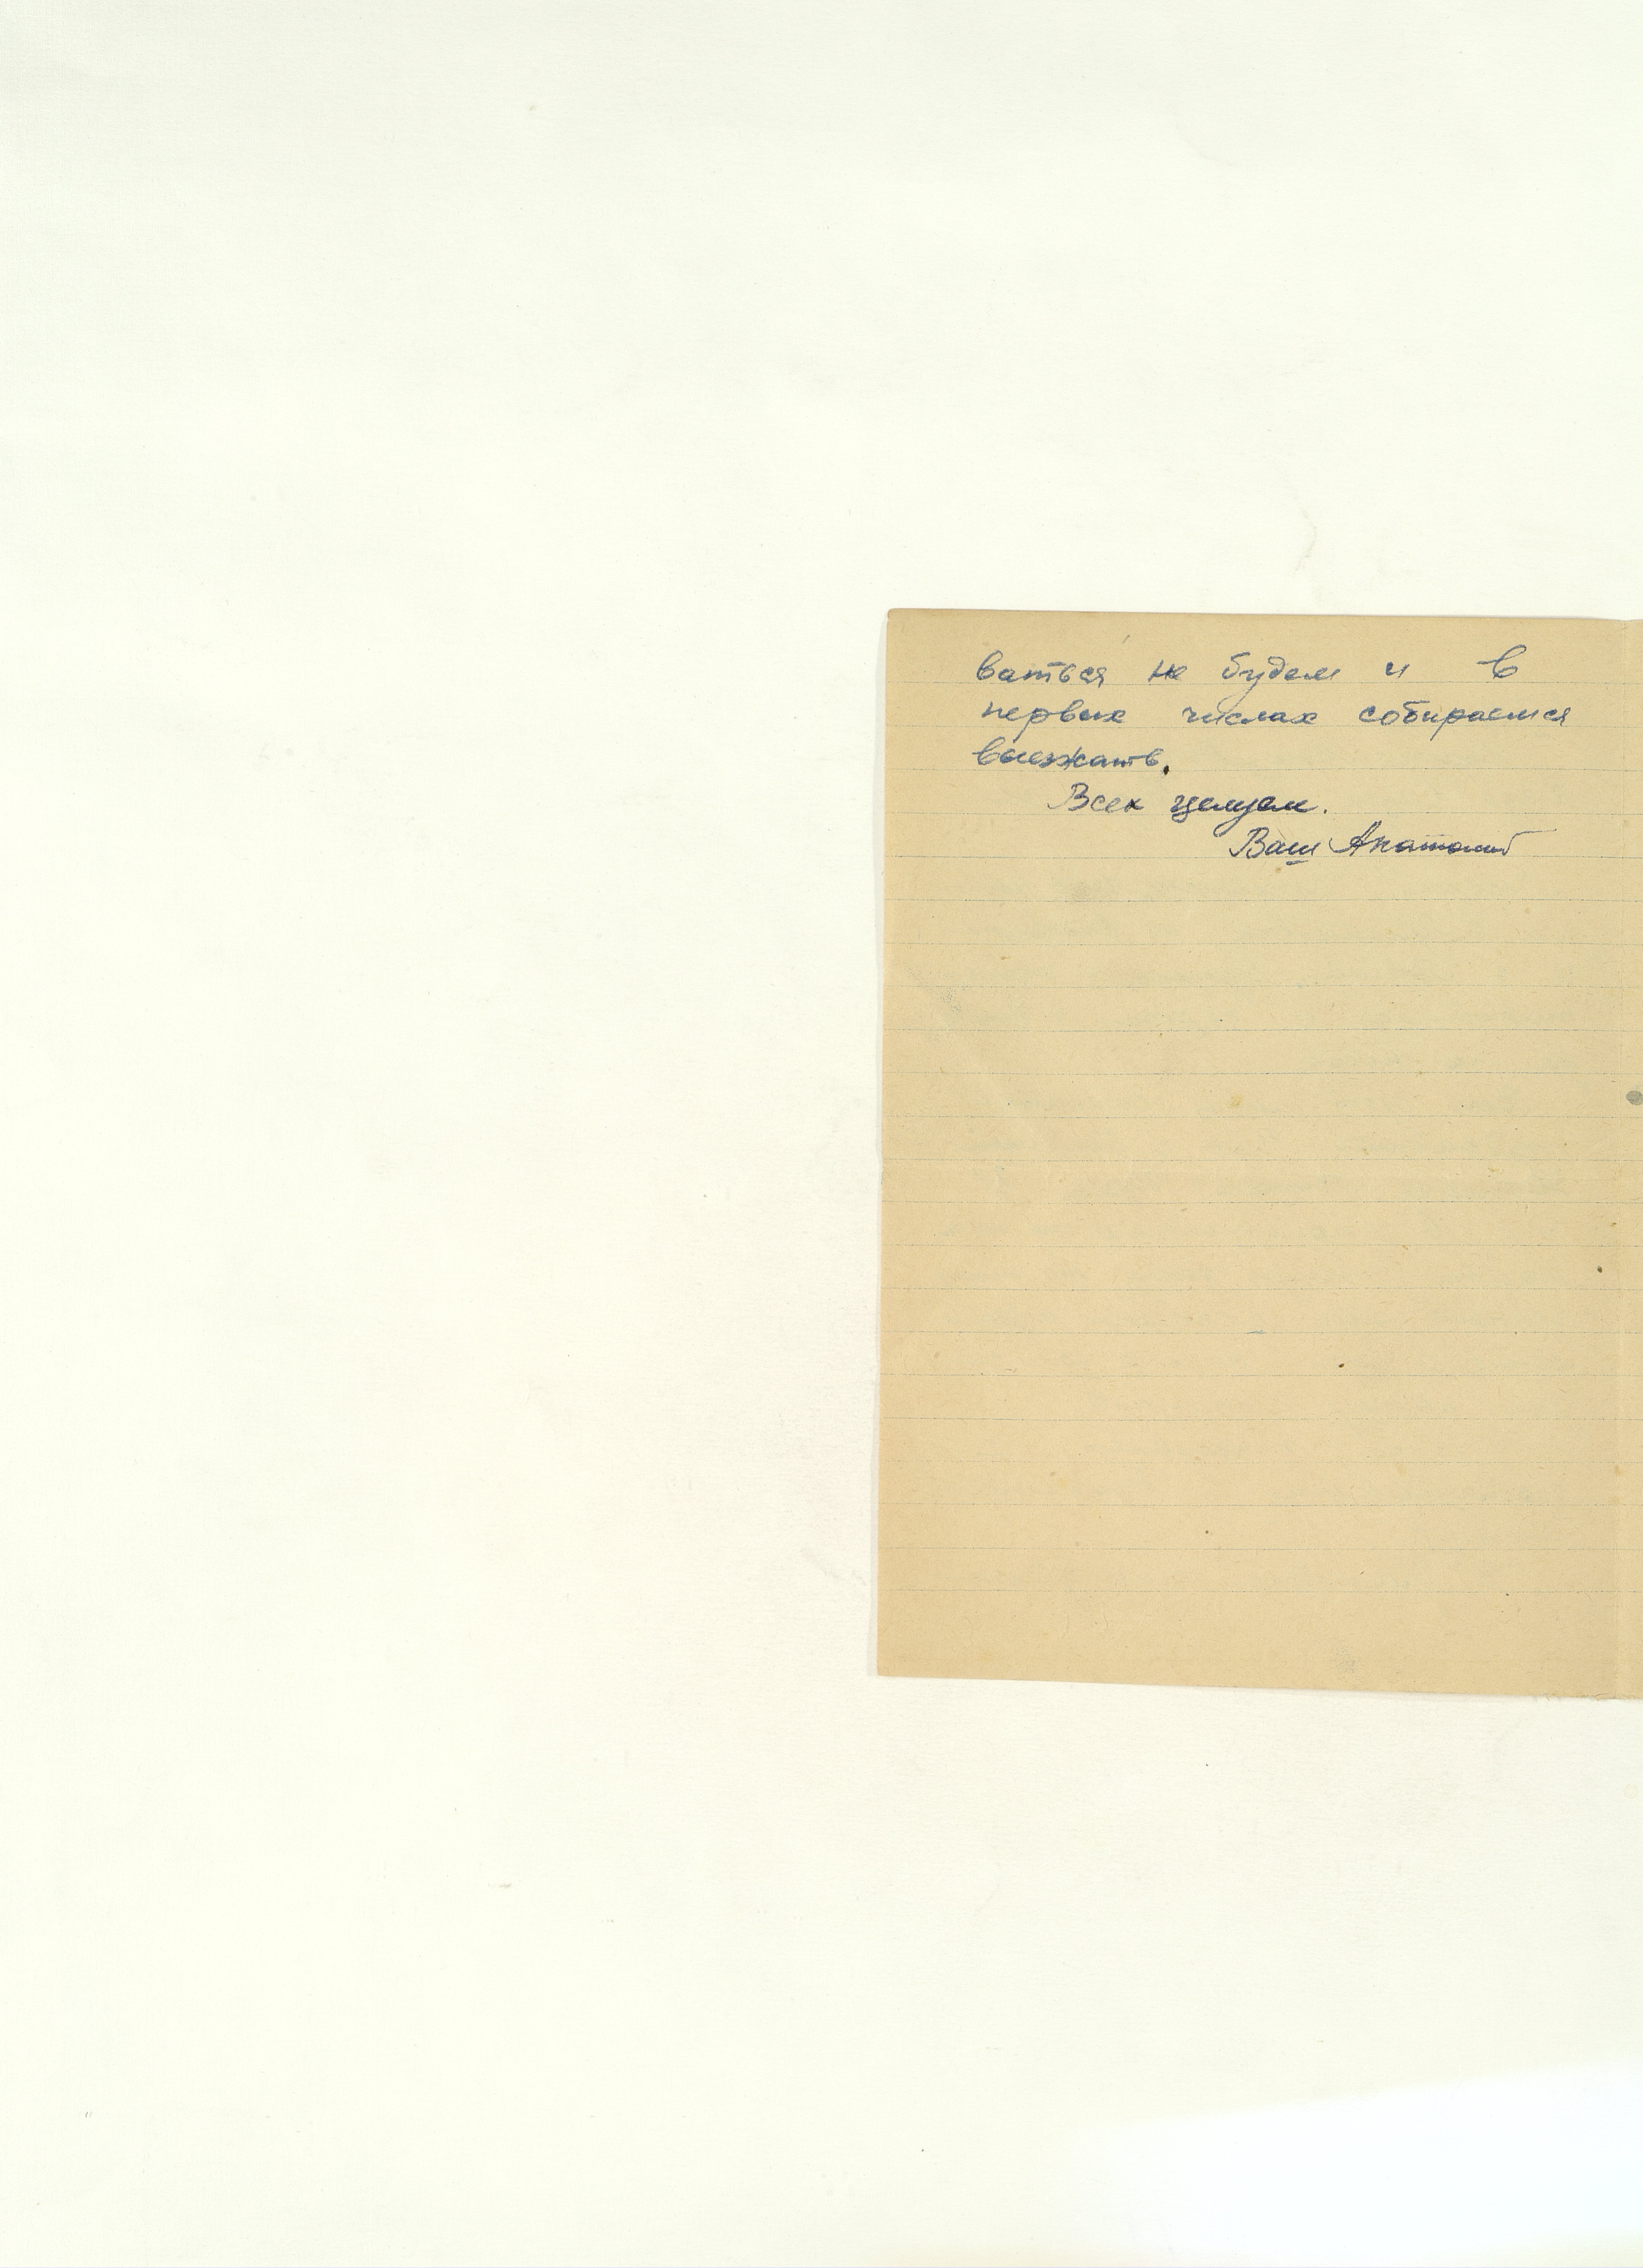 ваться не будем и в
первых числах собираемся
выезжать.
Всех целуем.
Ваш Анатолий